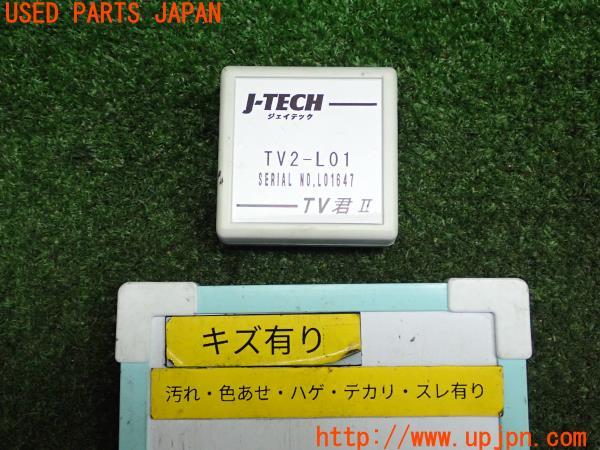 USED PARTS JAPAN
J-TECH
ジェイテック
TV2-L01
SERIAL NO.L01647
TV君 II
キズ有り
汚れ・色あせ・ハゲ・テカリ・スレ有り
http://www.upjpn.com